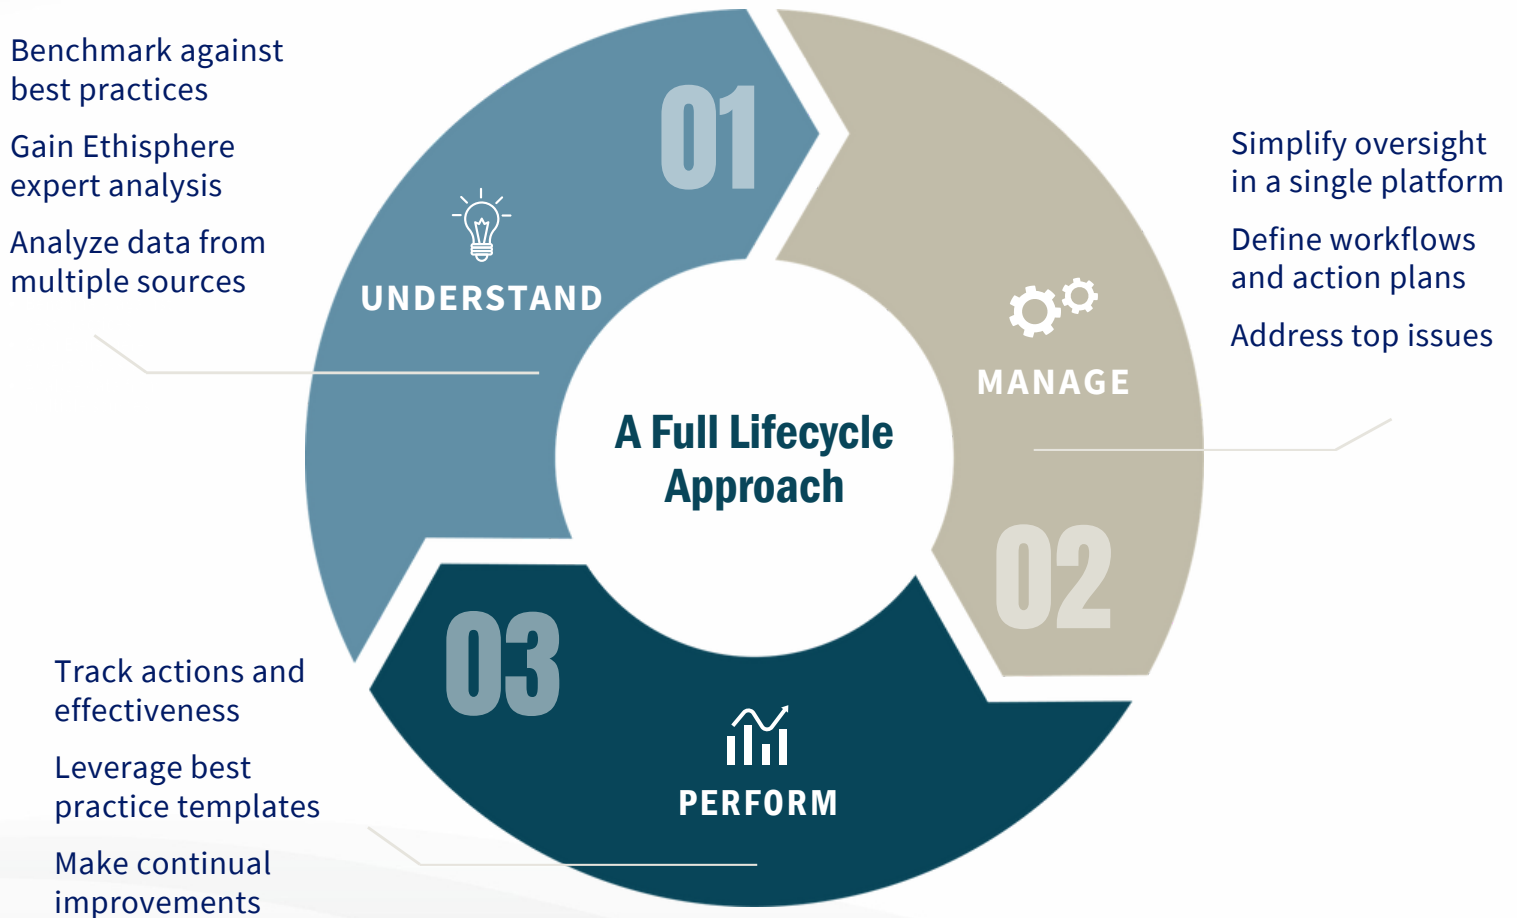 Benchmark against
best practices
Gain Ethisphere
expert analysis
Analyze data from
multiple sources
01
UNDERSTAND
Simplify oversight
in a single platform
Define workflows
and action plans
Address top issues
MANAGE
02
A Full Lifecycle
Approach
03
PERFORM
Track actions and
effectiveness
Leverage best
practice templates
Make continual
improvements